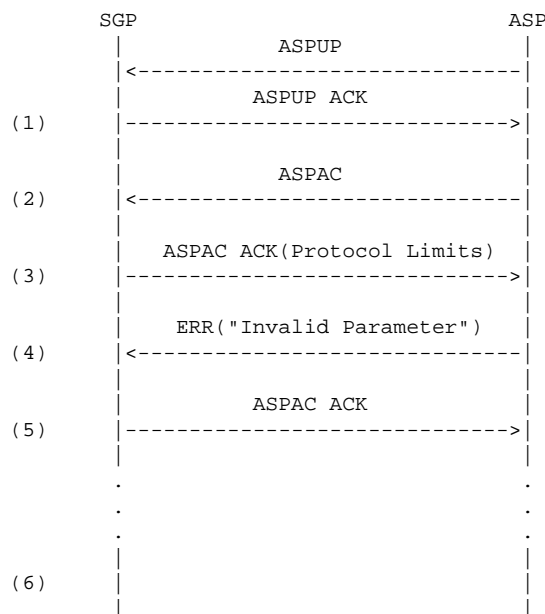 SGP ASP
ASPUP
ASPUP ACK
(1)
ASPAC
(2)
ASPAC ACK(Protocol Limits)
(3)
ERR("Invalid Parameter")
(4)
ASPAC ACK
(5)
(6)